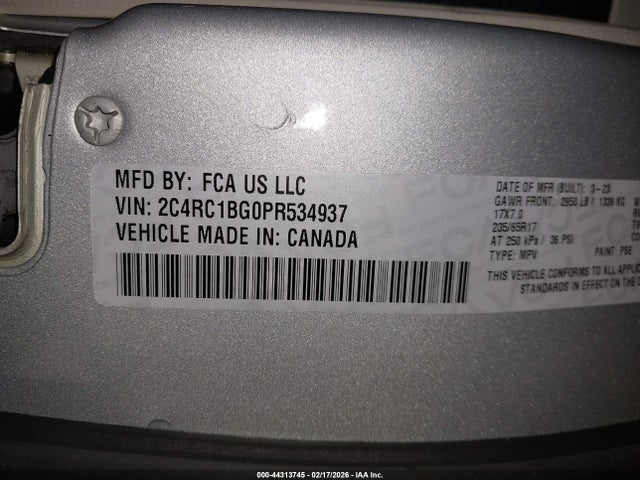 MFD BY: FCA US LLC
VIN: 2C4RC1BG0PR534937
VEHICLE MADE IN: CANADA
DATE OF MFR (BUILT): 3-23
GAWR FRONT: 2950 LB / 1339 KG
17X7.0
235/65R17
AT 250 kPa / 36 PSI
TYPE: MPV PAINT: PSE
THIS VEHICLE CONFORMS TO ALL
STANDARDS IN EFFECT ON THE
000-44313745 - 02/17/2026 - IAA Inc.